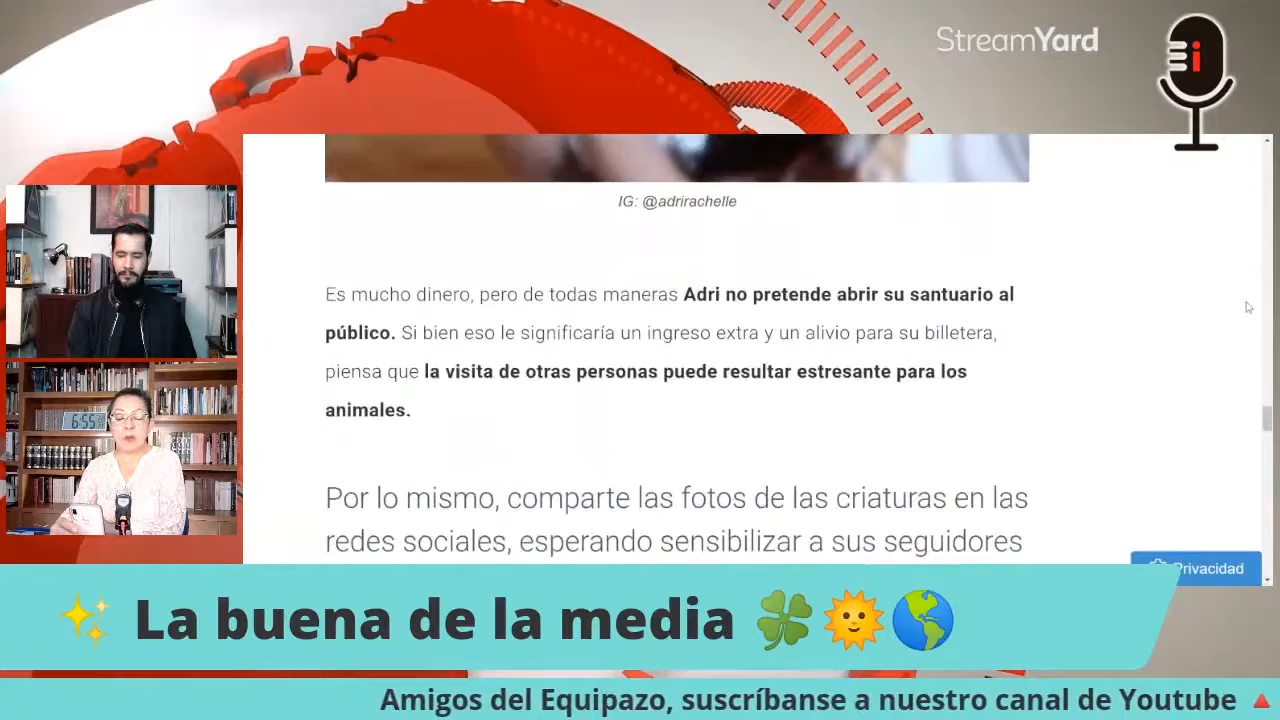 StreamYard
i
IG: @adrirachelle
Es mucho dinero, pero de todas maneras Adri no pretende abrir su santuario al
público. Si bien eso le significaría un ingreso extra y un alivio para su billetera,
piensa que la visita de otras personas puede resultar estresante para los
animales.
6:55
Por lo mismo, comparte las fotos de las criaturas en las
redes sociales, esperando sensibilizar a sus seguidores
Privacidad
La buena de la media
Amigos del Equipazo, suscríbanse a nuestro canal de Youtube